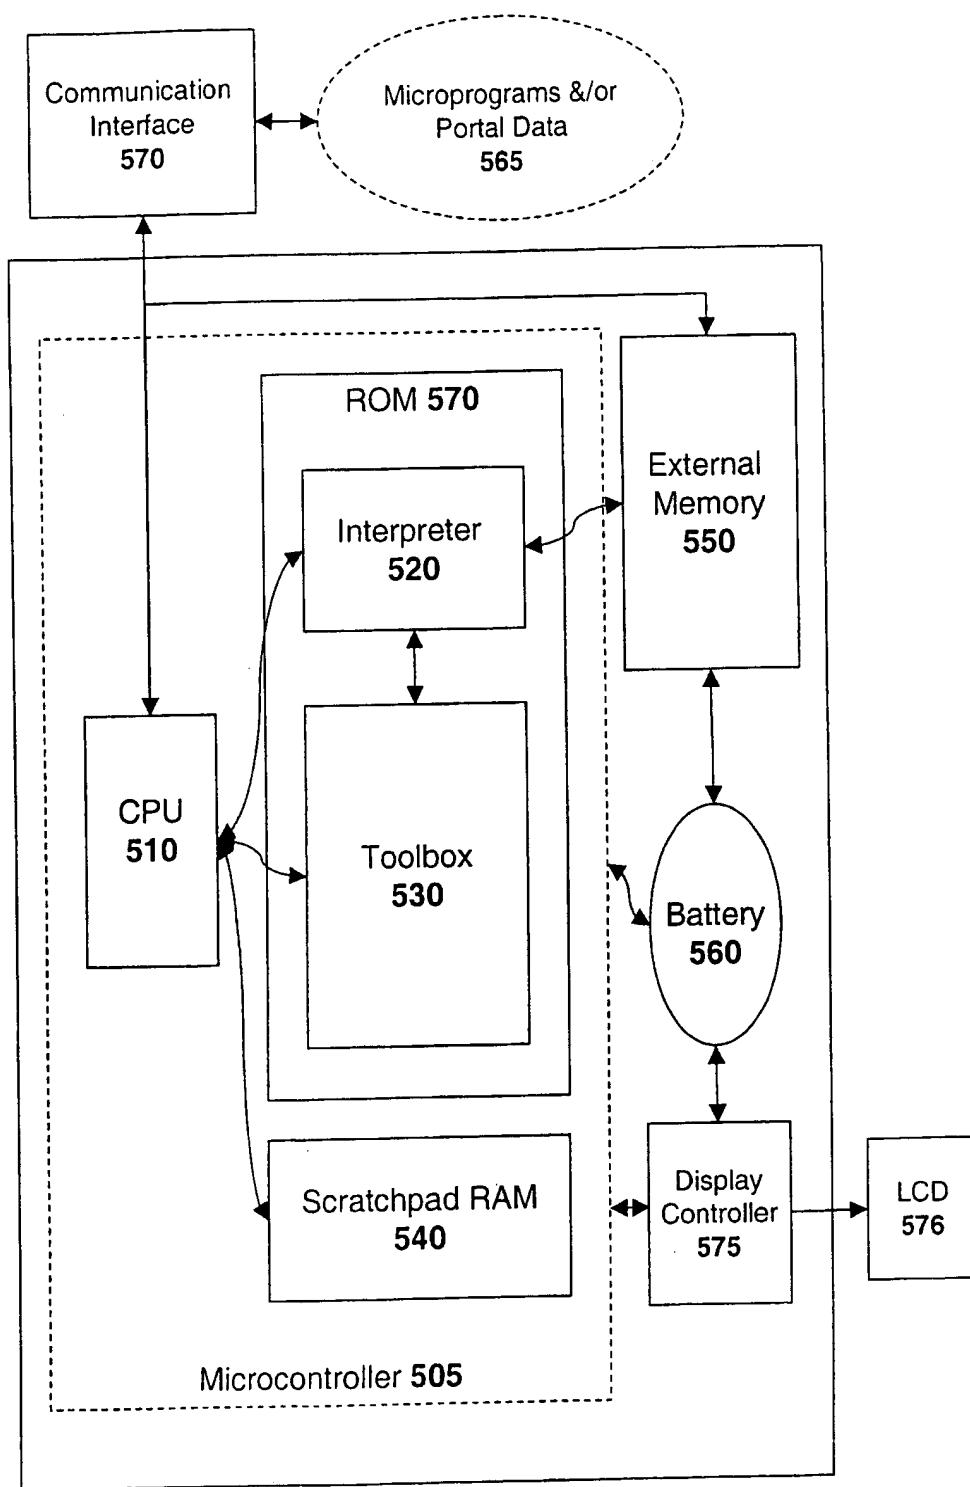 Communication
Interface
570
Microprograms &/or
Portal Data
565
ROM 570
Interpreter
520
External
Memory
550
CPU
510
Toolbox
530
Battery
560
Scratchpad RAM
540
Display
Controller
575
LCD
576
Microcontroller 505